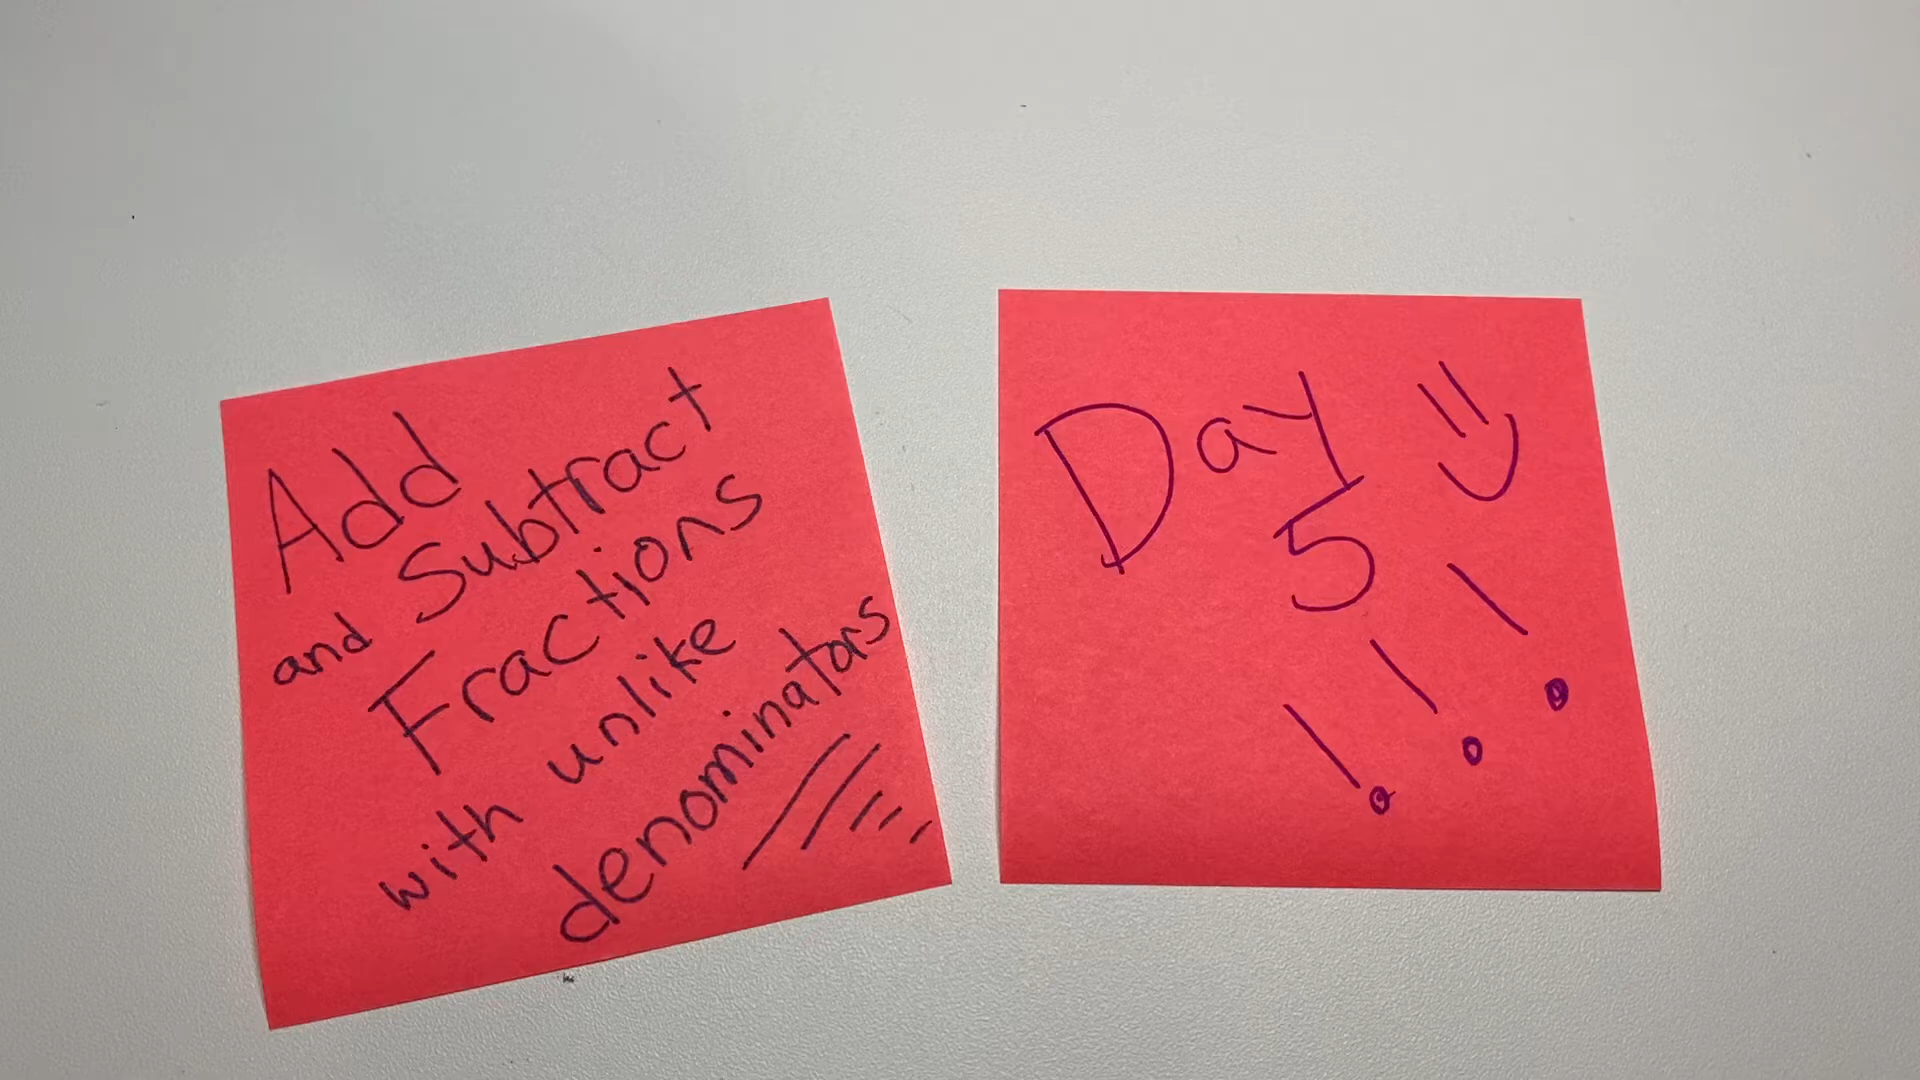 Add
and Subtract
Fractions
with unlike
denominators
Day
5
!!!